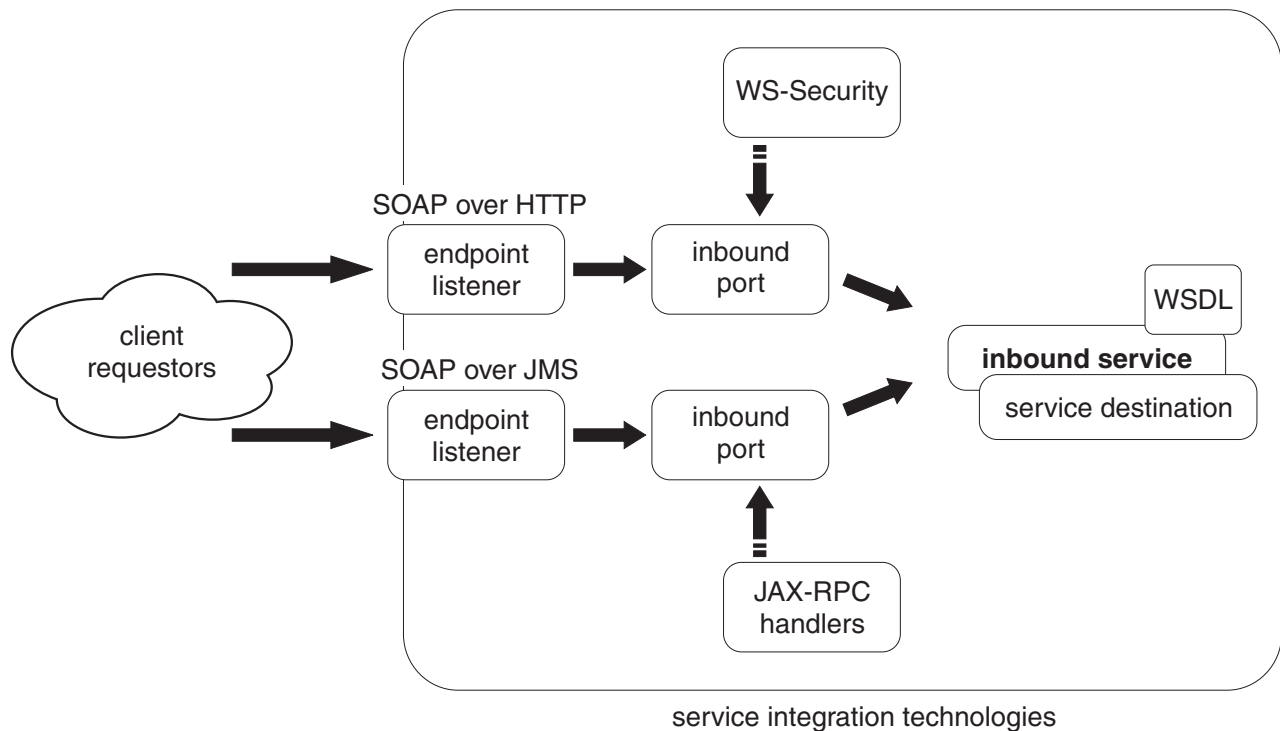 WS-Security
SOAP over HTTP
endpoint
listener
inbound
port
client
requestors
WSDL
inbound service
service destination
SOAP over JMS
endpoint
listener
inbound
port
JAX-RPC
handlers
service integration technologies